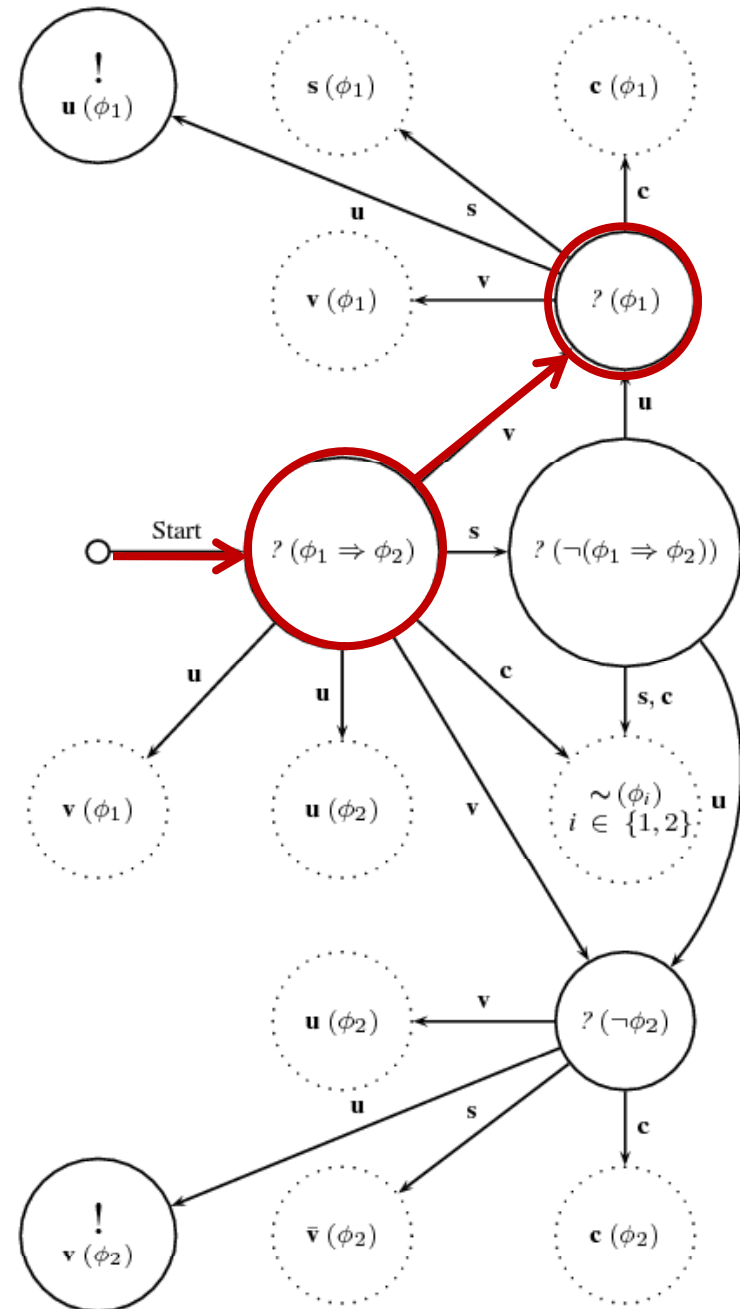 !
u (ϕ₁)
s (ϕ₁)
c (ϕ₁)
u
s
c
v (ϕ₁)
v
? (ϕ₁)
v
u
Start
? (ϕ₁ ⇒ ϕ₂)
s
? (¬(ϕ₁ ⇒ ϕ₂))
u
u
c
s, c
v (ϕ₁)
u (ϕ₂)
v
∼(ϕᵢ)
i ∈ {1, 2}
u
u (ϕ₂)
v
? (¬ϕ₂)
u
s
c
!
v (ϕ₂)
v̄ (ϕ₂)
c (ϕ₂)